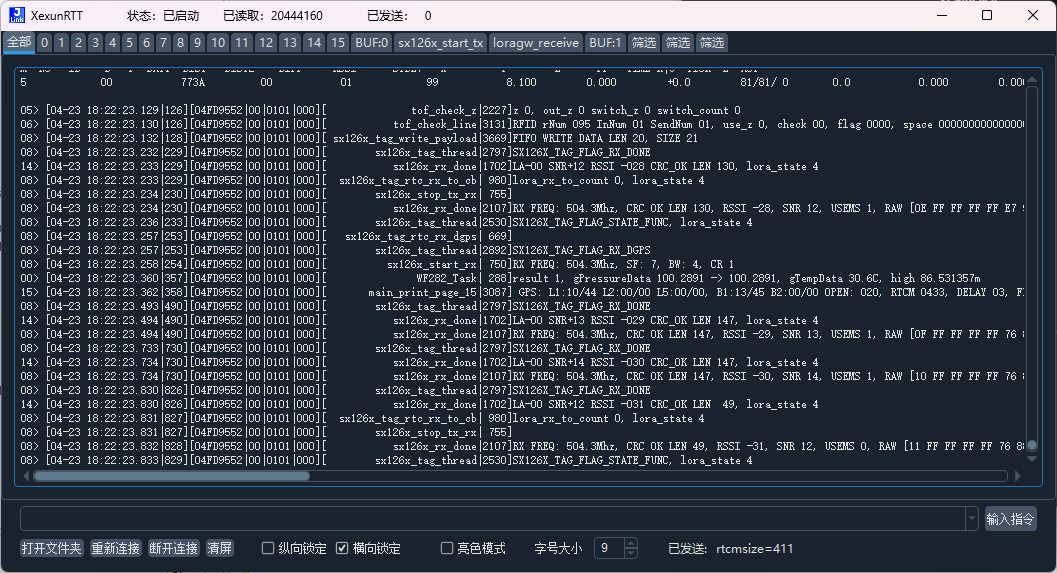 J-Link XexunRTT 状态：已启动 已读取：20444160 已发送： 0
全部 0 1 2 3 4 5 6 7 8 9 10 11 12 13 14 15 BUF:0 sx126x_start_tx loragw_receive BUF:1 筛选 筛选 筛选
5 00 773A 00 01 99 8.100 0.000 +0.0 81/81/ 0 0.0 0.000 0.00
05> [04-23 18:22:23.129|126][04FD9552|00|0101|000][ tof_check_z|2227]z 0, out_z 0 switch_z 0 switch_count 0
06> [04-23 18:22:23.130|126][04FD9552|00|0101|000][ tof_check_line|3131]RFID rNum 095 InNum 01 SendNum 01, use_z 0, check 00, flag 0000, space 00000000000000
08> [04-23 18:22:23.132|128][04FD9552|00|0101|000][ sx126x_tag_write_payload|3669]FIFO WRITE DATA LEN 20, SIZE 21
08> [04-23 18:22:23.232|229][04FD9552|00|0101|000][ sx126x_tag_thread|2797]SX126X_TAG_FLAG_RX_DONE
14> [04-23 18:22:23.233|229][04FD9552|00|0101|000][ sx126x_rx_done|1702]LA-00 SNR+12 RSSI -028 CRC_OK LEN 130, lora_state 4
08> [04-23 18:22:23.233|229][04FD9552|00|0101|000][ sx126x_tag_rtc_rx_to_cb| 980]lora_rx_to_count 0, lora_state 4
08> [04-23 18:22:23.234|230][04FD9552|00|0101|000][ sx126x_stop_tx_rx| 755]
08> [04-23 18:22:23.234|230][04FD9552|00|0101|000][ sx126x_rx_done|2107]RX FREQ: 504.3Mhz, CRC OK LEN 130, RSSI -28, SNR 12, USEMS 1, RAW [0E FF FF FF FF E7
08> [04-23 18:22:23.236|233][04FD9552|00|0101|000][ sx126x_tag_thread|2530]SX126X_TAG_FLAG_STATE_FUNC, lora_state 4
08> [04-23 18:22:23.257|253][04FD9552|00|0101|000][ sx126x_tag_rtc_rx_dgps| 669]
08> [04-23 18:22:23.257|253][04FD9552|00|0101|000][ sx126x_tag_thread|2892]SX126X_TAG_FLAG_RX_DGPS
08> [04-23 18:22:23.258|254][04FD9552|00|0101|000][ sx126x_start_rx| 750]RX FREQ: 504.3Mhz, SF: 7, BW: 4, CR 1
00> [04-23 18:22:23.360|357][04FD9552|00|0101|000][ WF282_Task| 288]result 1, gPressureData 100.2891 -> 100.2891, gTempData 30.6C, high 86.531357m
15> [04-23 18:22:23.362|358][04FD9552|00|0101|000][ main_print_page_15|3087] GPS: L1:10/44 L2:00/00 L5:00/00, B1:13/45 B2:00/00 OPEN: 020, RTCM 0433, DELAY 03, F
08> [04-23 18:22:23.493|490][04FD9552|00|0101|000][ sx126x_tag_thread|2797]SX126X_TAG_FLAG_RX_DONE
14> [04-23 18:22:23.494|490][04FD9552|00|0101|000][ sx126x_rx_done|1702]LA-00 SNR+13 RSSI -029 CRC_OK LEN 147, lora_state 4
08> [04-23 18:22:23.494|490][04FD9552|00|0101|000][ sx126x_rx_done|2107]RX FREQ: 504.3Mhz, CRC OK LEN 147, RSSI -29, SNR 13, USEMS 1, RAW [0F FF FF FF FF 76
08> [04-23 18:22:23.733|730][04FD9552|00|0101|000][ sx126x_tag_thread|2797]SX126X_TAG_FLAG_RX_DONE
14> [04-23 18:22:23.734|730][04FD9552|00|0101|000][ sx126x_rx_done|1702]LA-00 SNR+14 RSSI -030 CRC_OK LEN 147, lora_state 4
08> [04-23 18:22:23.734|730][04FD9552|00|0101|000][ sx126x_rx_done|2107]RX FREQ: 504.3Mhz, CRC OK LEN 147, RSSI -30, SNR 14, USEMS 1, RAW [10 FF FF FF FF 76
08> [04-23 18:22:23.830|826][04FD9552|00|0101|000][ sx126x_tag_thread|2797]SX126X_TAG_FLAG_RX_DONE
14> [04-23 18:22:23.830|826][04FD9552|00|0101|000][ sx126x_rx_done|1702]LA-00 SNR+12 RSSI -031 CRC_OK LEN 49, lora_state 4
08> [04-23 18:22:23.831|827][04FD9552|00|0101|000][ sx126x_tag_rtc_rx_to_cb| 980]lora_rx_to_count 0, lora_state 4
08> [04-23 18:22:23.831|827][04FD9552|00|0101|000][ sx126x_stop_tx_rx| 755]
08> [04-23 18:22:23.832|828][04FD9552|00|0101|000][ sx126x_rx_done|2107]RX FREQ: 504.3Mhz, CRC OK LEN 49, RSSI -31, SNR 12, USEMS 0, RAW [11 FF FF FF FF 76
08> [04-23 18:22:23.833|829][04FD9552|00|0101|000][ sx126x_tag_thread|2530]SX126X_TAG_FLAG_STATE_FUNC, lora_state 4
输入指令
打开文件夹 重新连接 断开连接 清屏 纵向锁定 横向锁定 亮色模式 字号大小 9 已发送: rtcmsize=411